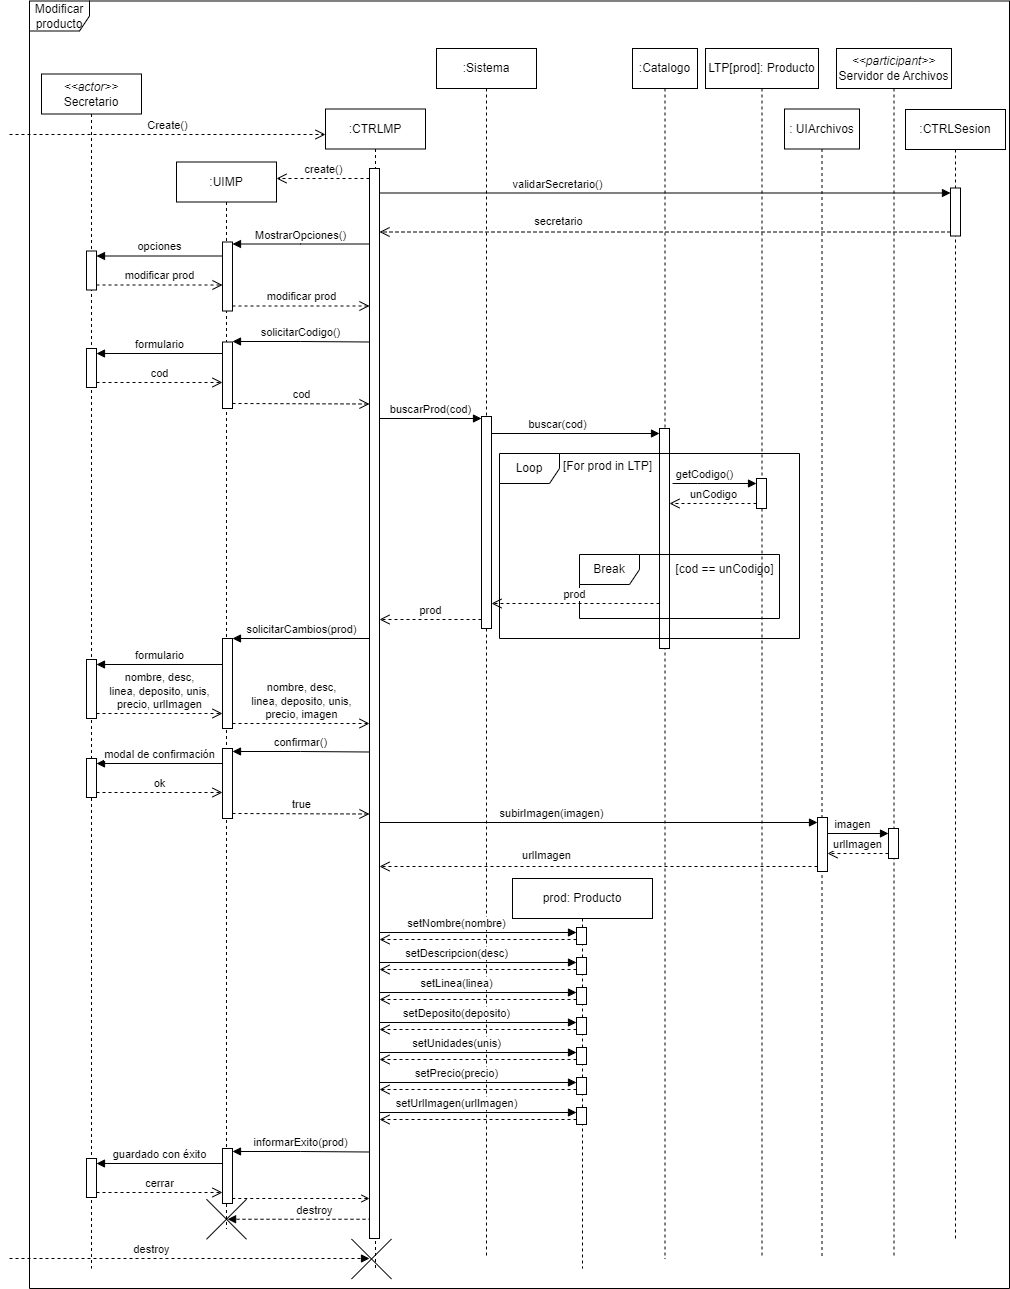 Modificar
producto
:Sistema
:Catalogo
LTP[prod]: Producto
<<participant>>
Servidor de Archivos
<<actor>>
Secretario
Create()
:CTRLMP
: UIArchivos
:CTRLSesion
create()
:UIMP
validarSecretario()
secretario
MostrarOpciones()
opciones
modificar prod
modificar prod
solicitarCodigo()
formulario
cod
cod
buscarProd(cod)
buscar(cod)
Loop
[For prod in LTP]
getCodigo()
unCodigo
Break
[cod == unCodigo]
prod
prod
solicitarCambios(prod)
formulario
nombre, desc,
linea, deposito, unis,
precio, urlImagen
nombre, desc,
linea, deposito, unis,
precio, imagen
confirmar()
modal de confirmación
ok
true
subirImagen(imagen)
imagen
urlImagen
urlImagen
prod: Producto
setNombre(nombre)
setDescripcion(desc)
setLinea(linea)
setDeposito(deposito)
setUnidades(unis)
setPrecio(precio)
setUrlImagen(urlImagen)
informarExito(prod)
guardado con éxito
cerrar
destroy
destroy